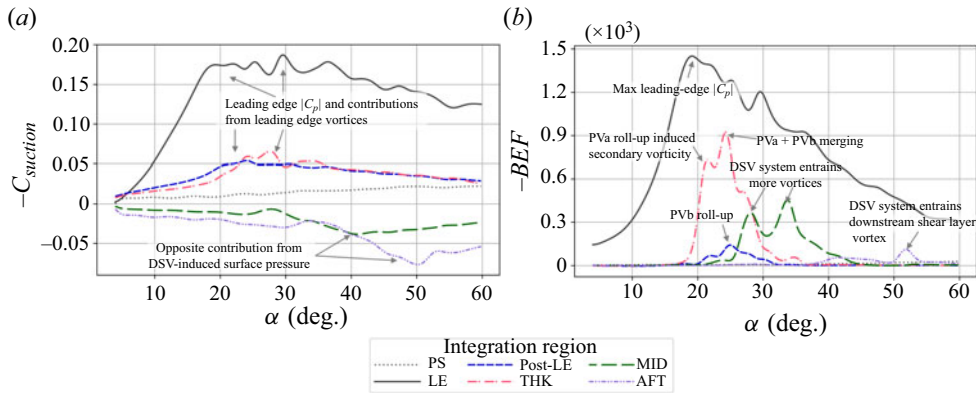 (a)
0.20
0.15
0.10
0.05
0
−0.05
−C_suction
Leading edge |C_p| and contributions
from leading edge vortices
Opposite contribution from
DSV-induced surface pressure
10 20 30 40 50 60
α (deg.)
(b)
(×10³)
1.5
1.2
0.9
0.6
0.3
0
−BEF
Max leading-edge |C_p|
PVa roll-up induced
secondary vorticity
PVa + PVb merging
DSV system entrains
more vortices
PVb roll-up
DSV system entrains
downstream shear layer
vortex
10 20 30 40 50 60
α (deg.)
Integration region
PS Post-LE MID
LE THK AFT